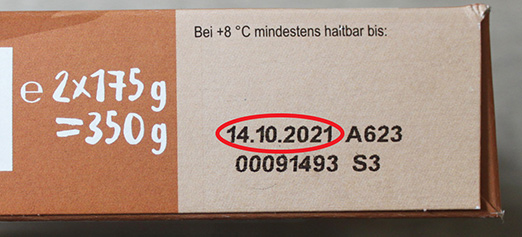 Bei +8 °C mindestens haltbar bis:
e 2x175g
=350g
14.10.2021 A623
00091493 S3